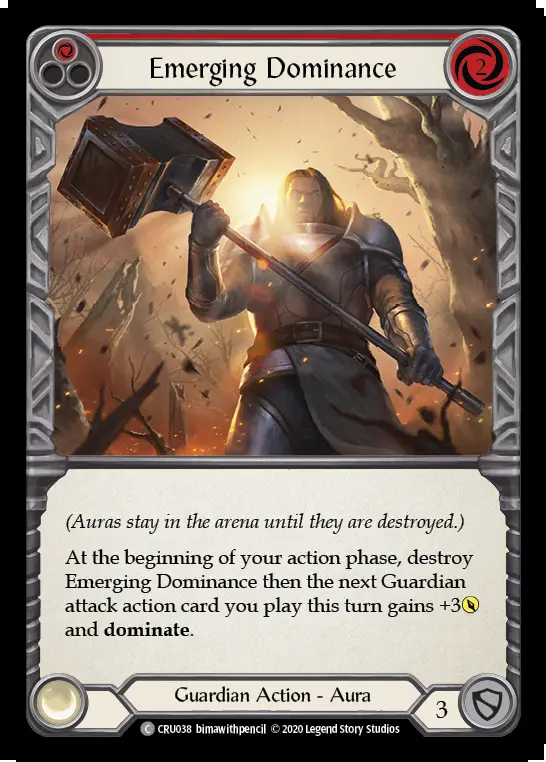 Emerging Dominance
2
(Auras stay in the arena until they are destroyed.)
At the beginning of your action phase, destroy
Emerging Dominance then the next Guardian
attack action card you play this turn gains +3
and dominate.
Guardian Action - Aura
3
C CRU038 bimawithpencil © 2020 Legend Story Studios